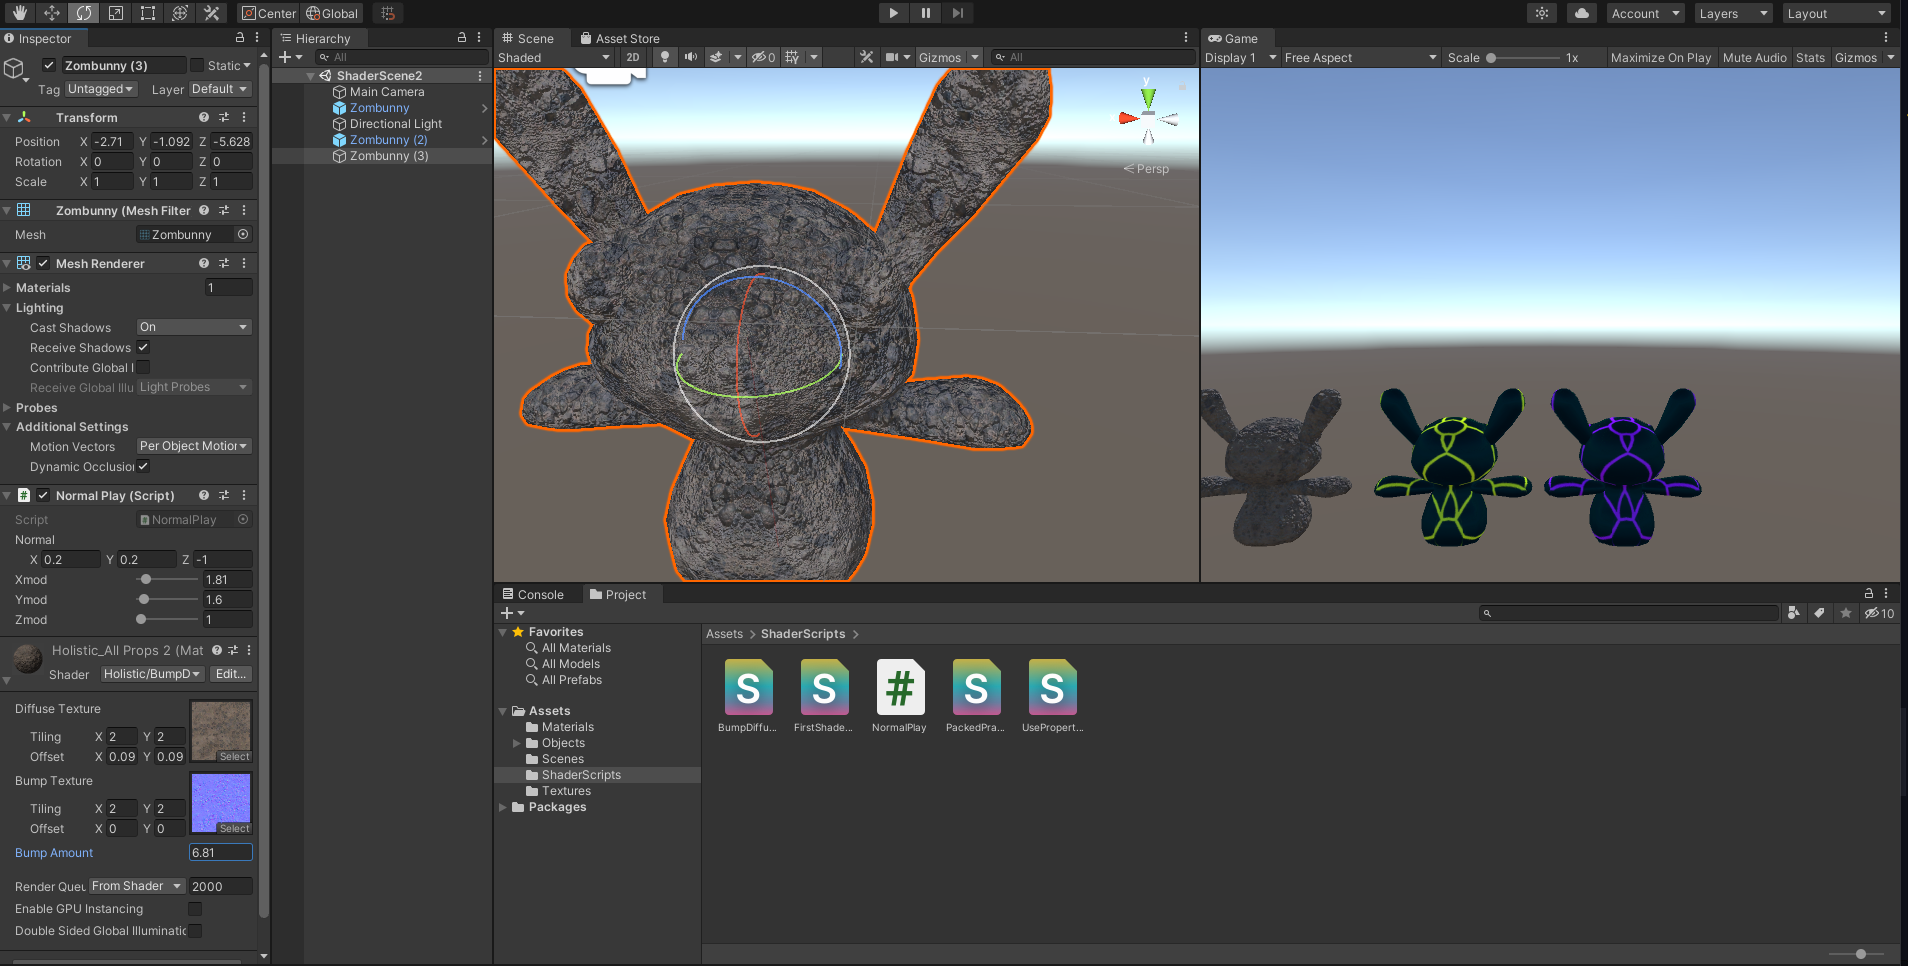 Center
Global
Account
Layers
Layout
Inspector
Zombunny (3)
Static
Tag Untagged
Layer Default
Transform
Position X -2.71 Y -1.092 Z -5.628
Rotation X 0 Y 0 Z 0
Scale X 1 Y 1 Z 1
Zombunny (Mesh Filter
Mesh Zombunny
Mesh Renderer
Materials 1
Lighting
Cast Shadows On
Receive Shadows
Contribute Global I
Receive Global Illu Light Probes
Probes
Additional Settings
Motion Vectors Per Object Motion
Dynamic Occlusion
Normal Play (Script)
Script NormalPlay
Normal
X 0.2 Y 0.2 Z -1
Xmod 1.81
Ymod 1.6
Zmod 1
Holistic_All Props 2 (Mat
Shader Holistic/BumpD Edit...
Diffuse Texture
Tiling X 2 Y 2
Offset X 0.09 Y 0.09
Select
Bump Texture
Tiling X 2 Y 2
Offset X 0 Y 0
Select
Bump Amount 6.81
Render Queu From Shader 2000
Enable GPU Instancing
Double Sided Global Illuminatic
Hierarchy
All
ShaderScene2
Main Camera
Zombunny
Directional Light
Zombunny (2)
Zombunny (3)
Scene
Asset Store
Shaded 2D 0 Gizmos All
y
Persp
Game
Display 1 Free Aspect Scale 1x Maximize On Play Mute Audio Stats Gizmos
Console
Project
10
Favorites
All Materials
All Models
All Prefabs
Assets
Materials
Objects
Scenes
ShaderScripts
Textures
Packages
Assets > ShaderScripts >
S S # S S
BumpDiffu... FirstShade... NormalPlay PackedPra... UsePropert...